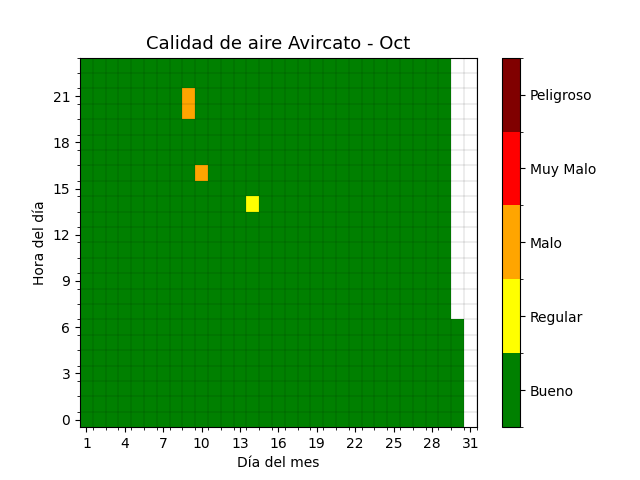 Calidad de aire Avircato - Oct
Hora del día
21
18
15
12
9
6
3
0
1 4 7 10 13 16 19 22 25 28 31
Día del mes
Peligroso
Muy Malo
Malo
Regular
Bueno